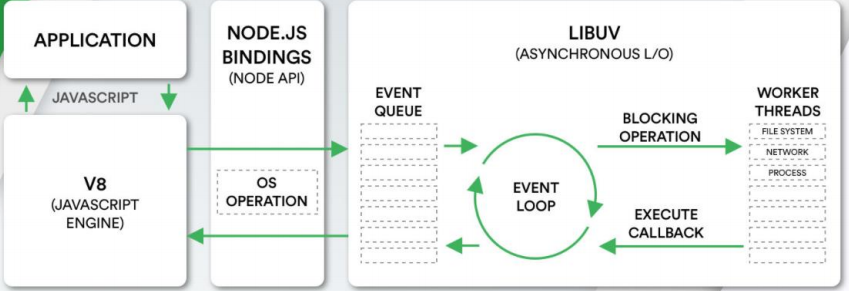 APPLICATION
JAVASCRIPT
V8
(JAVASCRIPT
ENGINE)
NODE.JS
BINDINGS
(NODE API)
OS
OPERATION
LIBUV
(ASYNCHRONOUS L/O)
EVENT
QUEUE
EVENT
LOOP
BLOCKING
OPERATION
EXECUTE
CALLBACK
WORKER
THREADS
FILE SYSTEM
NETWORK
PROCESS